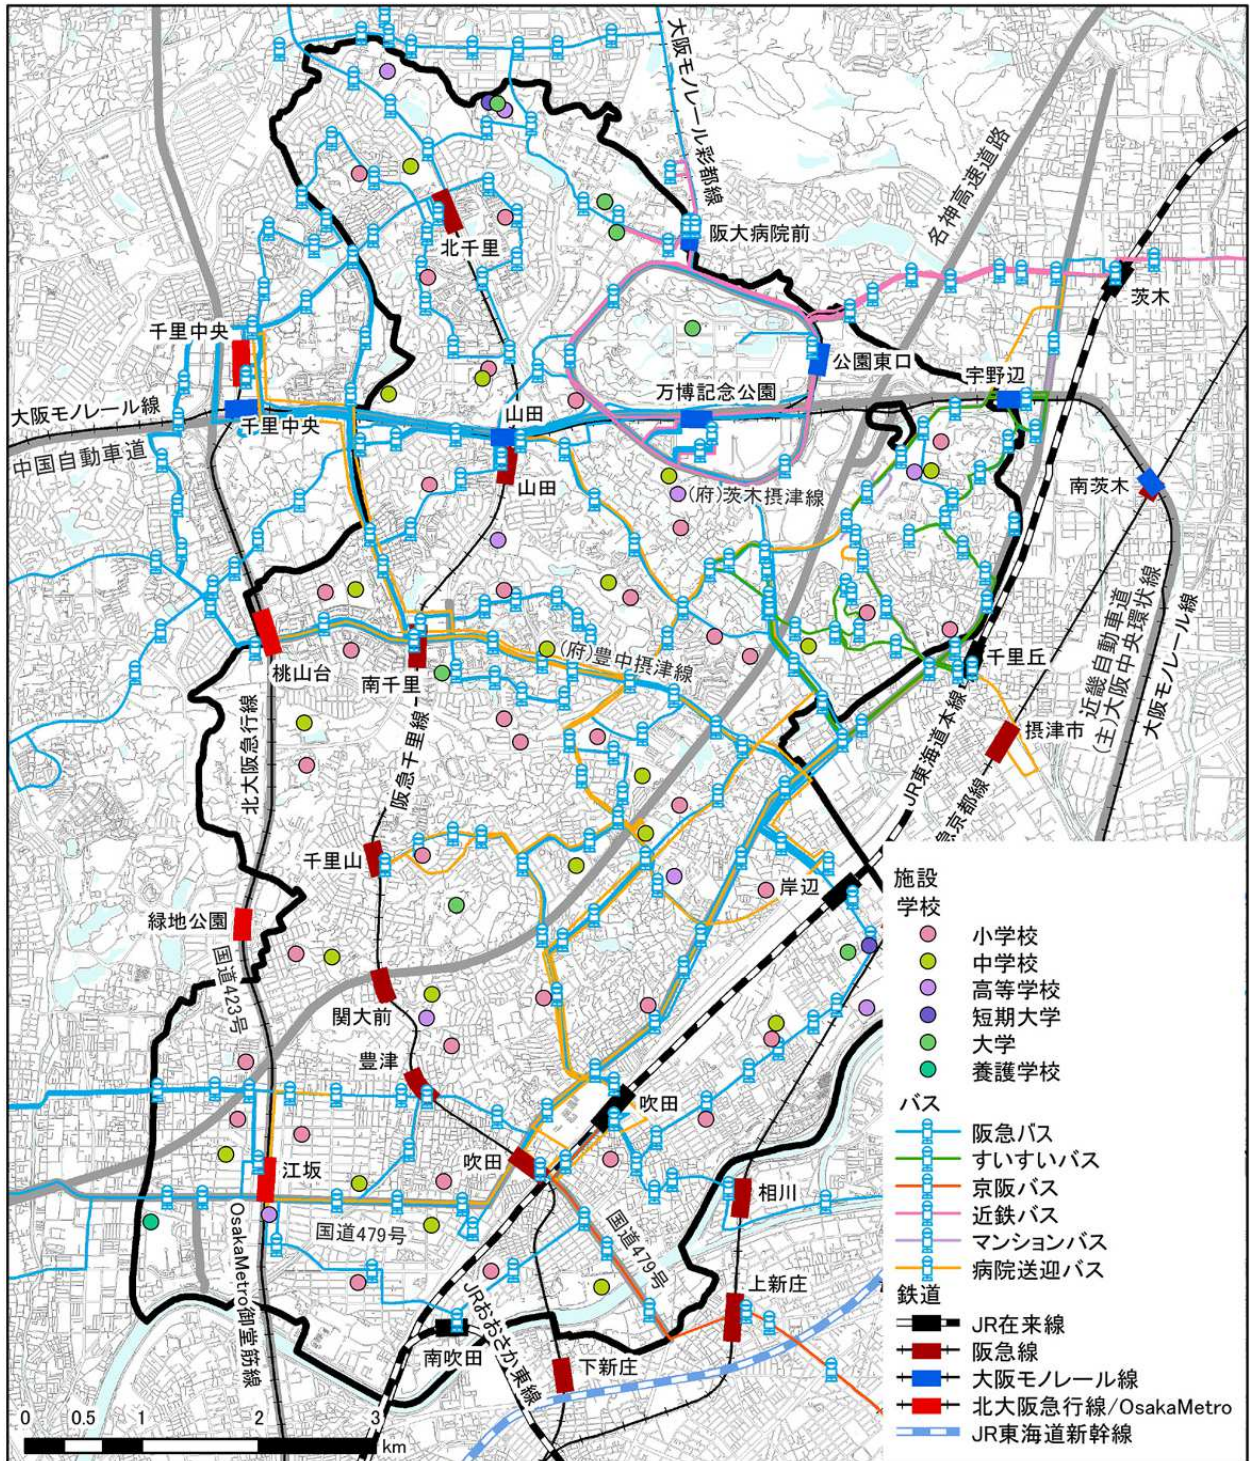 大阪モノレール彩都線
名神高速道路
阪大病院前
北千里
茨木
千里中央
公園東口
宇野辺
万博記念公園
大阪モノレール線
千里中央
山田
中国自動車道
山田
南茨木
(府)茨木摂津線
(府)豊中摂津線
千里丘
近畿自動車道
(主)大阪中央環状線
大阪モノレール線
桃山台
南千里
摂津市
北大阪急行線
阪急千里線
JR東海道本線
急京都線
千里山
岸辺
緑地公園
国道423号
関大前
豊津
吹田
吹田
江坂
相川
国道479号
国道479号
OsakaMetro御堂筋線
上新庄
JRおおさか東線
南吹田
下新庄
0 0.5 1 2 3
km
施設
学校
小学校
中学校
高等学校
短期大学
大学
養護学校
バス
阪急バス
すいすいバス
京阪バス
近鉄バス
マンションバス
病院送迎バス
鉄道
JR在来線
阪急線
大阪モノレール線
北大阪急行線/OsakaMetro
JR東海道新幹線